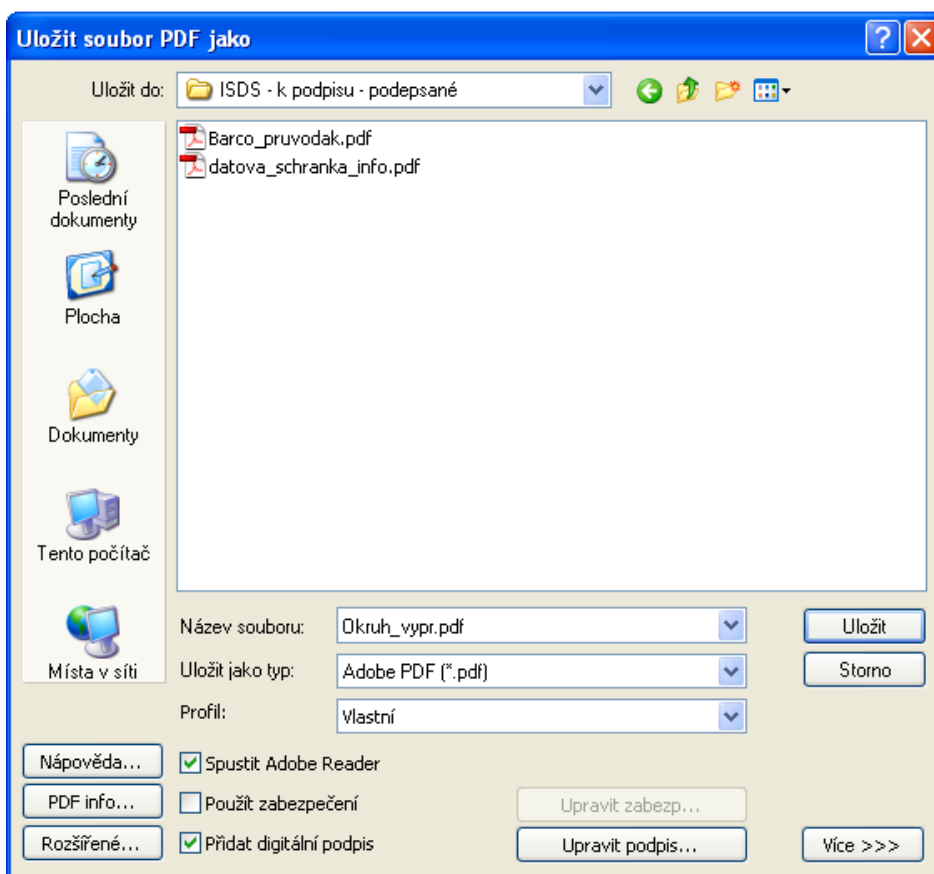 Uložit soubor PDF jako
Uložit do:
ISDS - k podpisu - podepsané
Poslední
dokumenty
Plocha
Dokumenty
Tento počítač
Místa v síti
Barco_pruvodak.pdf
datova_schranka_info.pdf
Název souboru:
Okruh_vypr.pdf
Uložit
Uložit jako typ:
Adobe PDF (*.pdf)
Storno
Profil:
Vlastní
Nápověda...
Spustit Adobe Reader
PDF info...
Použít zabezpečení
Upravit zabezp...
Rozšířené...
Přidat digitální podpis
Upravit podpis...
Více >>>